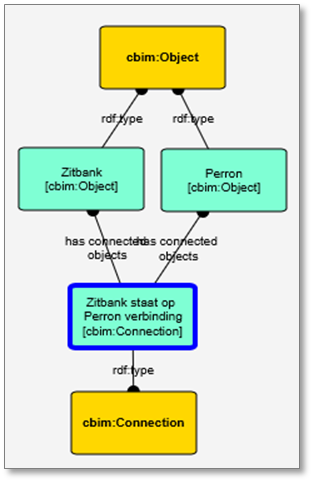 cbim:Object
rdf:type
rdf:type
Zitbank
[cbim:Object]
Perron
[cbim:Object]
has connected
objects
has connected
objects
Zitbank staat op
Perron verbinding
[cbim:Connection]
rdf:type
cbim:Connection